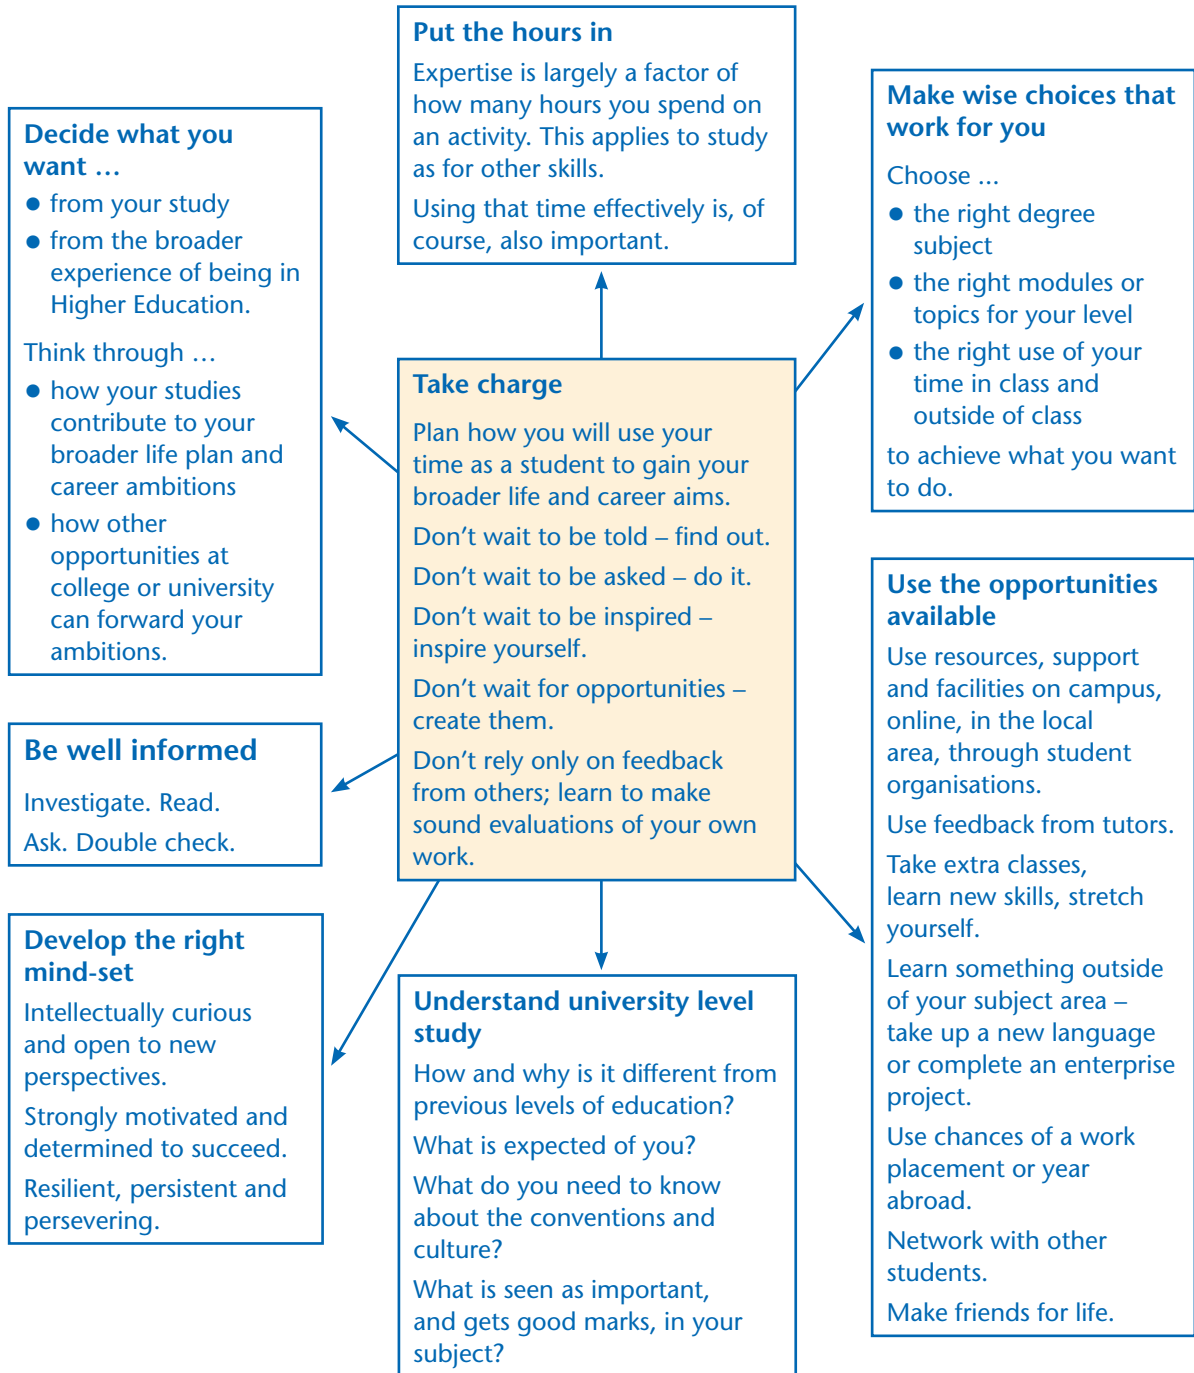 Put the hours in
Expertise is largely a factor of
how many hours you spend on
an activity. This applies to study
as for other skills.
Using that time effectively is, of
course, also important.
Decide what you
want …
● from your study
● from the broader
experience of being in
Higher Education.
Think through …
● how your studies
contribute to your
broader life plan and
career ambitions
● how other
opportunities at
college or university
can forward your
ambitions.
Make wise choices that
work for you
Choose ...
● the right degree
subject
● the right modules or
topics for your level
● the right use of your
time in class and
outside of class
to achieve what you want
to do.
Take charge
Plan how you will use your
time as a student to gain your
broader life and career aims.
Don’t wait to be told – find out.
Don’t wait to be asked – do it.
Don’t wait to be inspired –
inspire yourself.
Don’t wait for opportunities –
create them.
Don’t rely only on feedback
from others; learn to make
sound evaluations of your own
work.
Be well informed
Investigate. Read.
Ask. Double check.
Use the opportunities
available
Use resources, support
and facilities on campus,
online, in the local
area, through student
organisations.
Use feedback from tutors.
Take extra classes,
learn new skills, stretch
yourself.
Learn something outside
of your subject area –
take up a new language
or complete an enterprise
project.
Use chances of a work
placement or year
abroad.
Network with other
students.
Make friends for life.
Develop the right
mind-set
Intellectually curious
and open to new
perspectives.
Strongly motivated and
determined to succeed.
Resilient, persistent and
persevering.
Understand university level
study
How and why is it different from
previous levels of education?
What is expected of you?
What do you need to know
about the conventions and
culture?
What is seen as important,
and gets good marks, in your
subject?